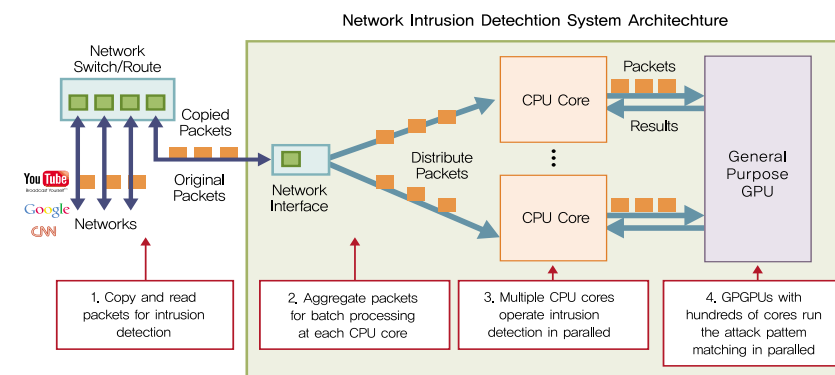 Network Intrusion Detechtion System Architechture
Network
Switch/Route
Copied
Packets
Original
Packets
You Tube
Broadcast Yourself
Google
CNN
Networks
Network
Interface
Distribute
Packets
CPU Core
...
CPU Core
Packets
Results
General
Purpose
GPU
1. Copy and read
packets for intrusion
detection
2. Aggregate packets
for batch processing
at each CPU core
3. Multiple CPU cores
operate intrusion
detection in paralled
4. GPGPUs with
hundreds of cores run
the attack pattem
matching in paralled